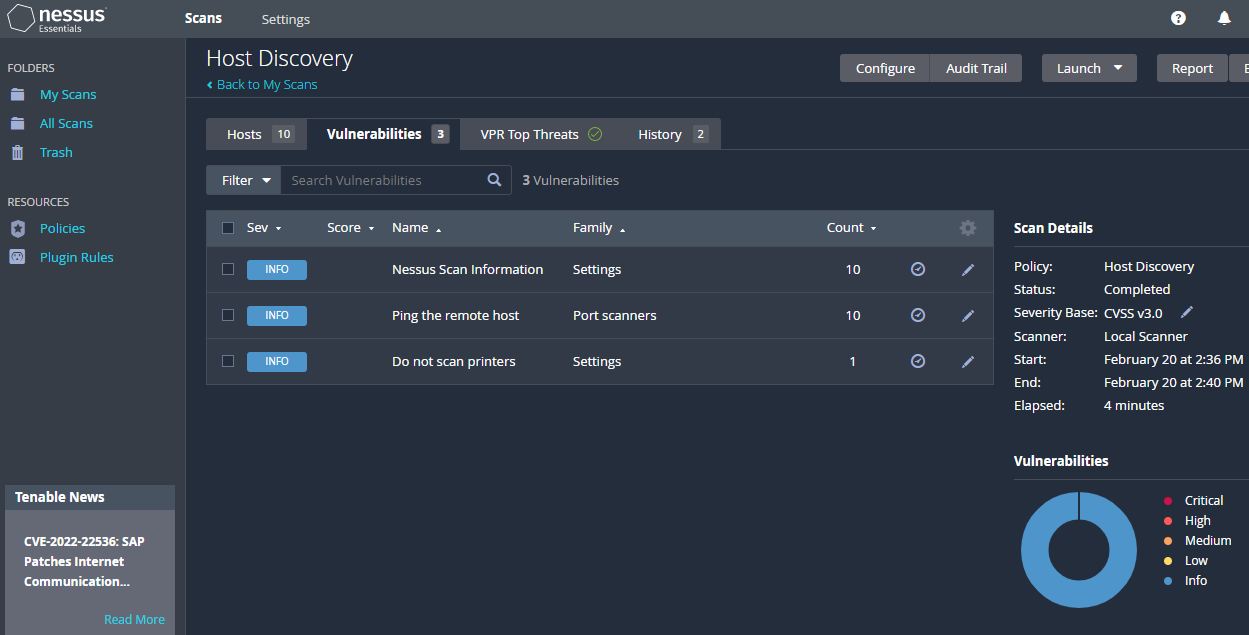 nessus
Essentials
Scans
Settings
FOLDERS
My Scans
All Scans
Trash
RESOURCES
Policies
Plugin Rules
Tenable News
CVE-2022-22536: SAP
Patches Internet
Communication...
Read More
Host Discovery
Back to My Scans
Configure
Audit Trail
Launch
Report
Hosts 10
Vulnerabilities 3
VPR Top Threats
History 2
Filter
Search Vulnerabilities
3 Vulnerabilities
Sev Score Name Family Count
INFO Nessus Scan Information Settings 10
INFO Ping the remote host Port scanners 10
INFO Do not scan printers Settings 1
Scan Details
Policy: Host Discovery
Status: Completed
Severity Base: CVSS v3.0
Scanner: Local Scanner
Start: February 20 at 2:36 PM
End: February 20 at 2:40 PM
Elapsed: 4 minutes
Vulnerabilities
Critical
High
Medium
Low
Info